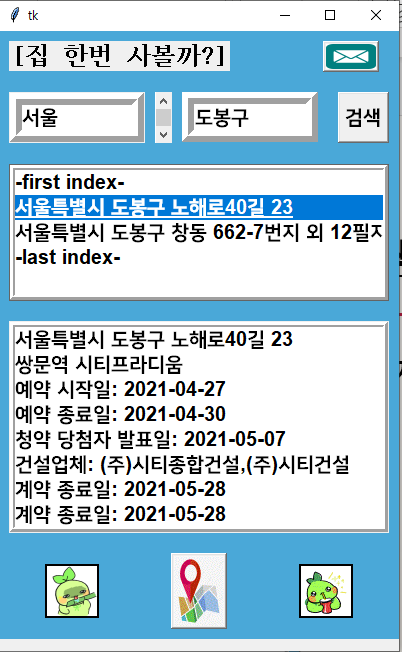 tk
[집 한번 사볼까?]
서울
도봉구
검색
-first index-
서울특별시 도봉구 노해로40길 23
서울특별시 도봉구 창동 662-7번지 외 12필지
-last index-
서울특별시 도봉구 노해로40길 23
쌍문역 시티프라디움
예약 시작일: 2021-04-27
예약 종료일: 2021-04-30
청약 당첨자 발표일: 2021-05-07
건설업체: (주)시티종합건설,(주)시티건설
계약 종료일: 2021-05-28
계약 종료일: 2021-05-28